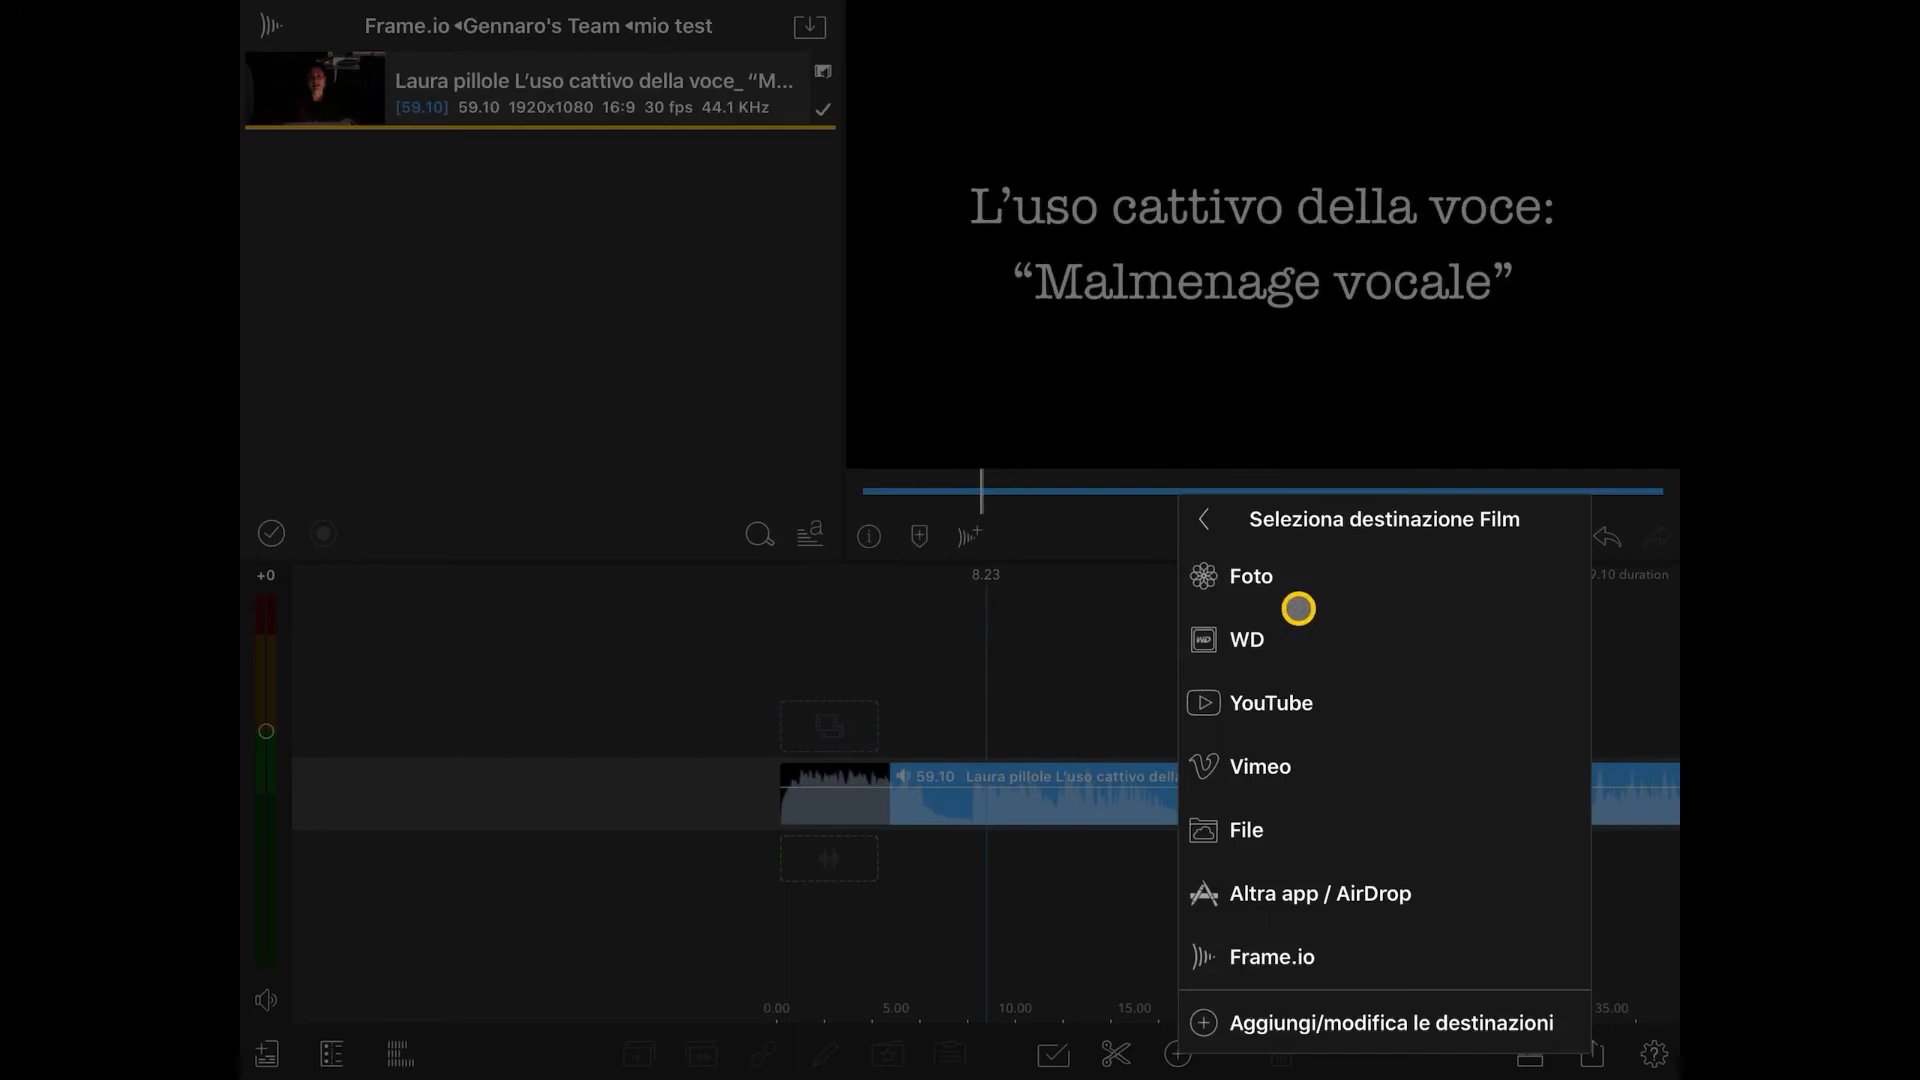 Frame.io ◂Gennaro's Team ◂mio test
Laura pillole L’uso cattivo della voce_ “M...
[59.10] 59.10 1920x1080 16:9 30 fps 44.1 KHz
L’uso cattivo della voce:
“Malmenage vocale”
Seleziona destinazione Film
Foto
WD
YouTube
Vimeo
File
Altra app / AirDrop
Frame.io
Aggiungi/modifica le destinazioni
+0
8.23
9.10 duration
59.10 Laura pillole L’uso cattivo dell
0.00 5.00 10.00 15.00 35.00